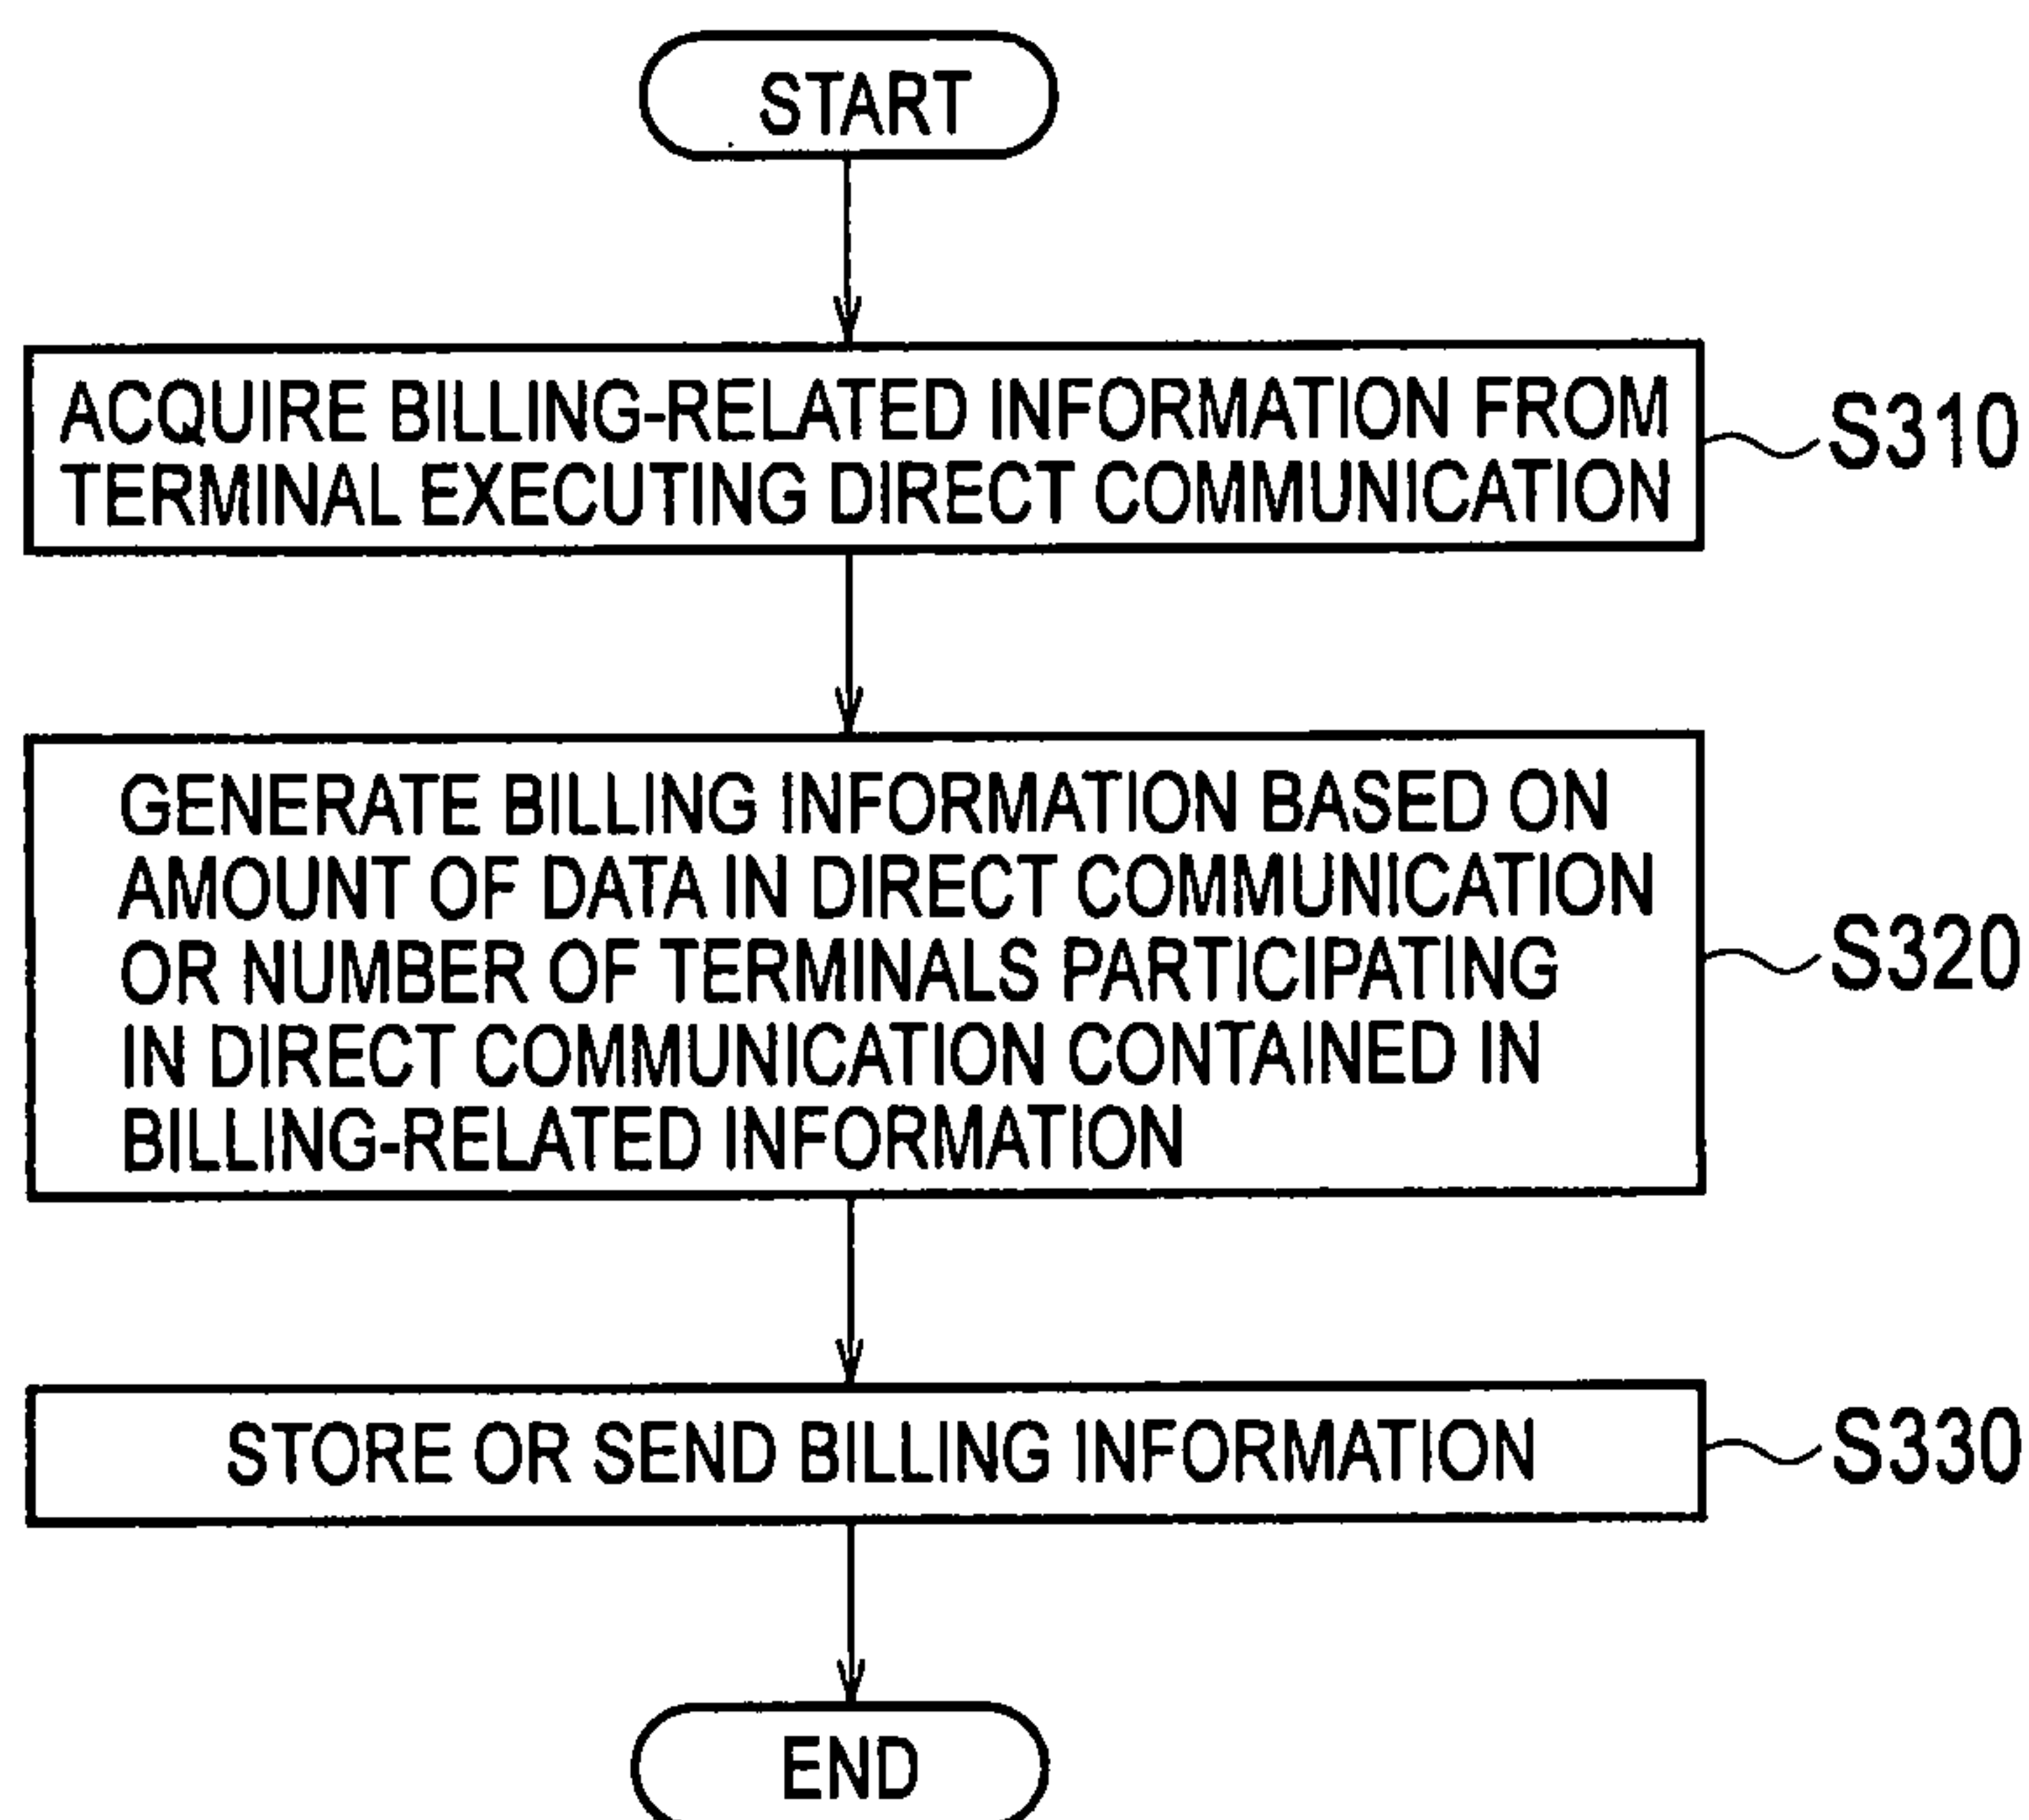 START
ACQUIRE BILLING-RELATED INFORMATION FROM
TERMINAL EXECUTING DIRECT COMMUNICATION
S310
GENERATE BILLING INFORMATION BASED ON
AMOUNT OF DATA IN DIRECT COMMUNICATION
OR NUMBER OF TERMINALS PARTICIPATING
IN DIRECT COMMUNICATION CONTAINED IN
BILLING-RELATED INFORMATION
S320
STORE OR SEND BILLING INFORMATION
S330
END